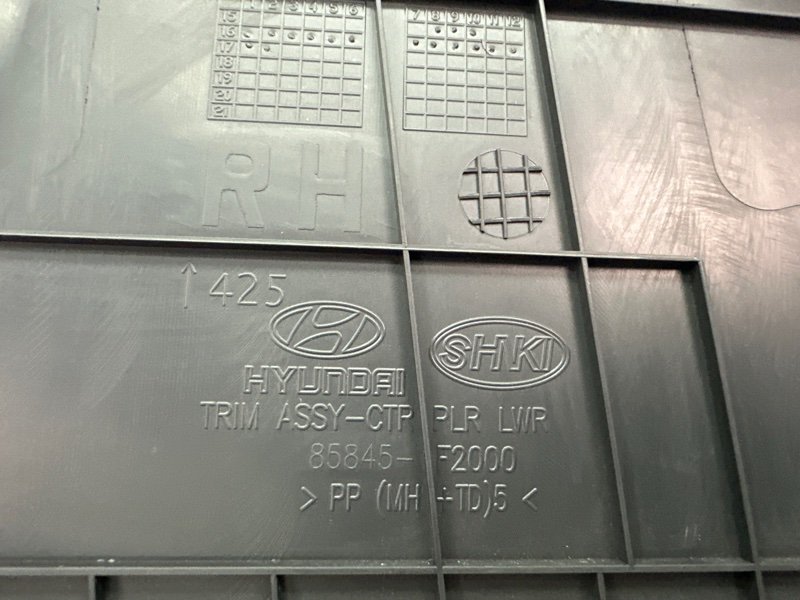 1 2 3 4 5 6
7 8 9 10 11 12
15
16
17
18
19
20
21
RH
↑425
HYUNDAI
SHKI
TRIM ASSY-CTR PLR LWR
85845-F2000
> PP (MH +TD)5 <